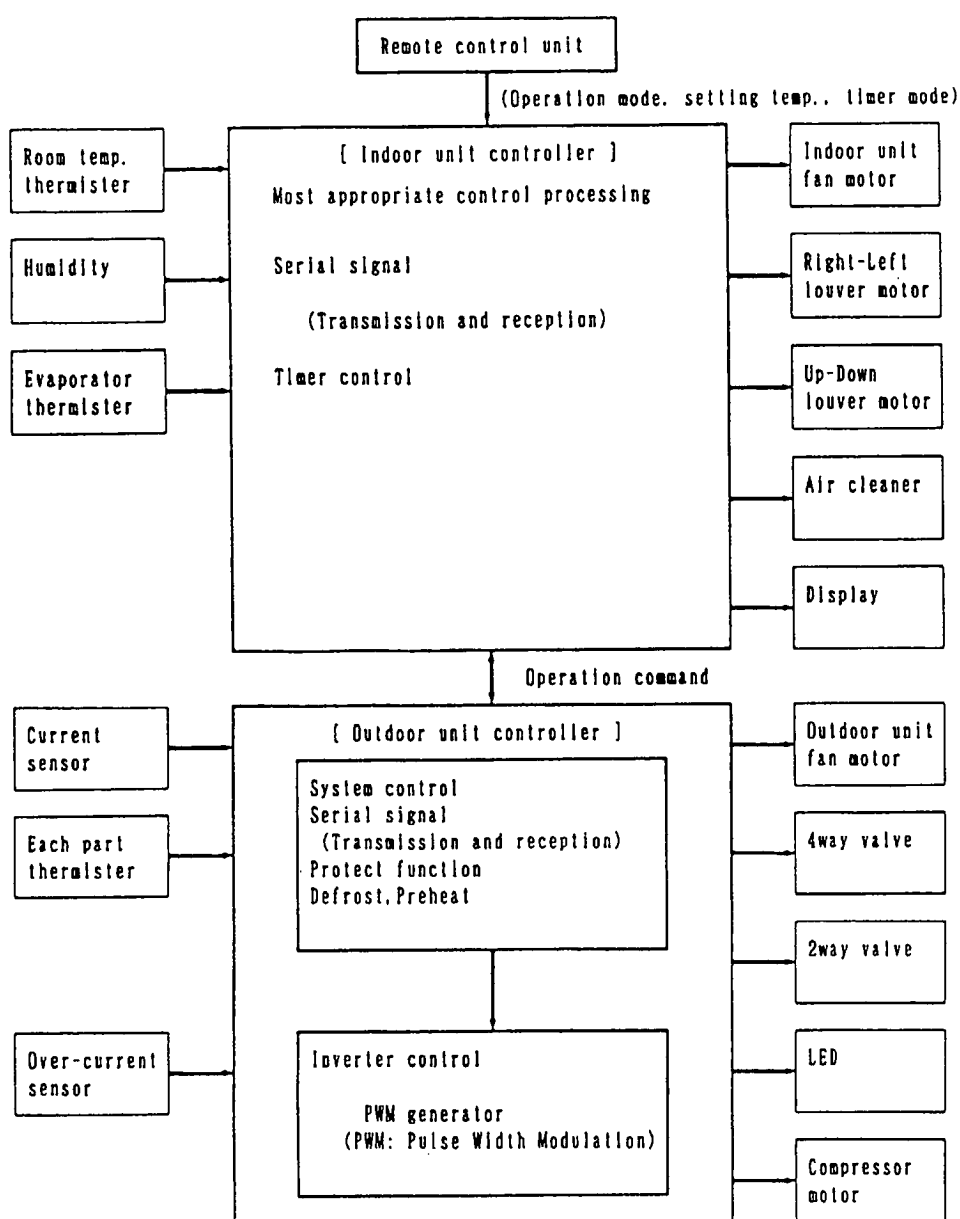 Remote control unit
(Operation mode. setting temp., timer mode)
Room temp.
thermister
Humidity
Evaporator
thermister
[ Indoor unit controller ]
Most appropriate control processing
Serial signal
(Transmission and reception)
Timer control
Indoor unit
fan motor
Right-Left
louver motor
Up-Down
louver motor
Air cleaner
Display
Operation command
Current
sensor
Each part
thermister
Over-current
sensor
[ Outdoor unit controller ]
System control
Serial signal
(Transmission and reception)
Protect function
Defrost,Preheat
Inverter control
PWM generator
(PWM: Pulse Width Modulation)
Outdoor unit
fan motor
4way valve
2way valve
LED
Compressor
motor